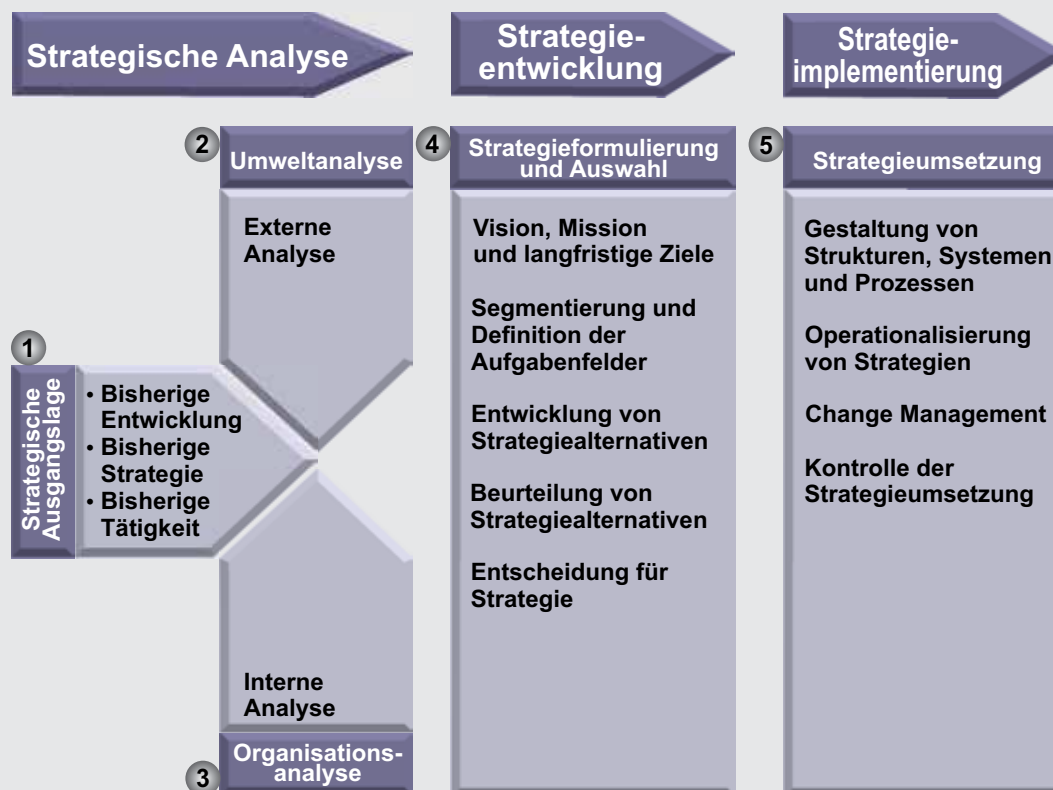 Strategische Analyse
Strategie-
entwicklung
Strategie-
implementierung
1
Strategische
Ausgangslage
• Bisherige
Entwicklung
• Bisherige
Strategie
• Bisherige
Tätigkeit
2
Umweltanalyse
Externe
Analyse
Interne
Analyse
3
Organisations-
analyse
4
Strategieformulierung
und Auswahl
Vision, Mission
und langfristige Ziele
Segmentierung und
Definition der
Aufgabenfelder
Entwicklung von
Strategiealternativen
Beurteilung von
Strategiealternativen
Entscheidung für
Strategie
5
Strategieumsetzung
Gestaltung von
Strukturen, Systemen
und Prozessen
Operationalisierung
von Strategien
Change Management
Kontrolle der
Strategieumsetzung